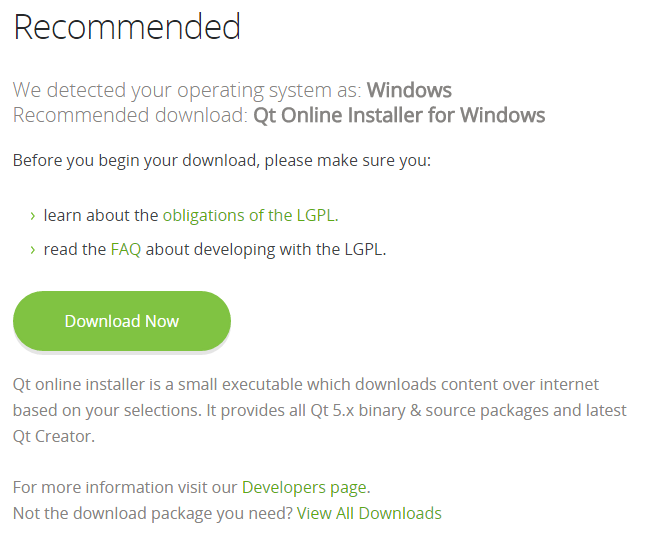 Recommended
We detected your operating system as: Windows
Recommended download: Qt Online Installer for Windows
Before you begin your download, please make sure you:
› learn about the obligations of the LGPL.
› read the FAQ about developing with the LGPL.
Download Now
Qt online installer is a small executable which downloads content over internet
based on your selections. It provides all Qt 5.x binary & source packages and latest
Qt Creator.
For more information visit our Developers page.
Not the download package you need? View All Downloads